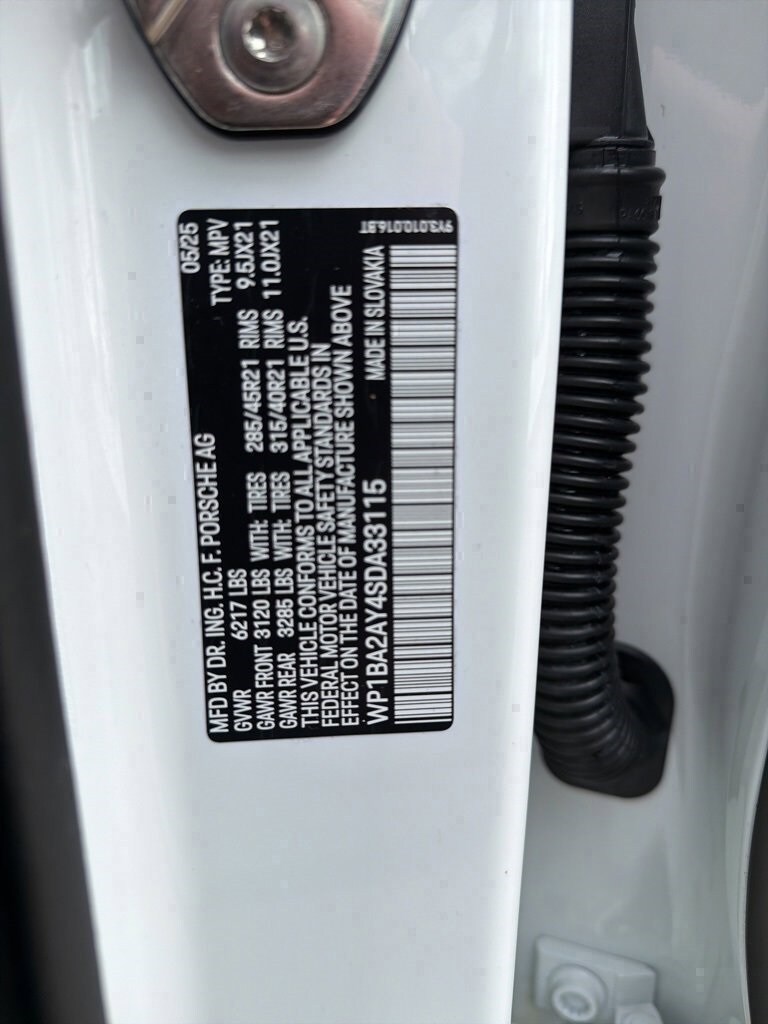 MFD BY DR. ING. H.C. F. PORSCHE AG 05/25
GVWR 6217 LBS TYPE: MPV
GAWR FRONT 3120 LBS WITH: TIRES 285/45R21 RIMS 9.5JX21
GAWR REAR 3285 LBS WITH: TIRES 315/40R21 RIMS 11.0JX21
THIS VEHICLE CONFORMS TO ALL APPLICABLE U.S.
FEDERAL MOTOR VEHICLE SAFETY STANDARDS IN
EFFECT ON THE DATE OF MANUFACTURE SHOWN ABOVE
WP1BA2AY4SDA33115 MADE IN SLOVAKIA
9Y3.010.016.BT